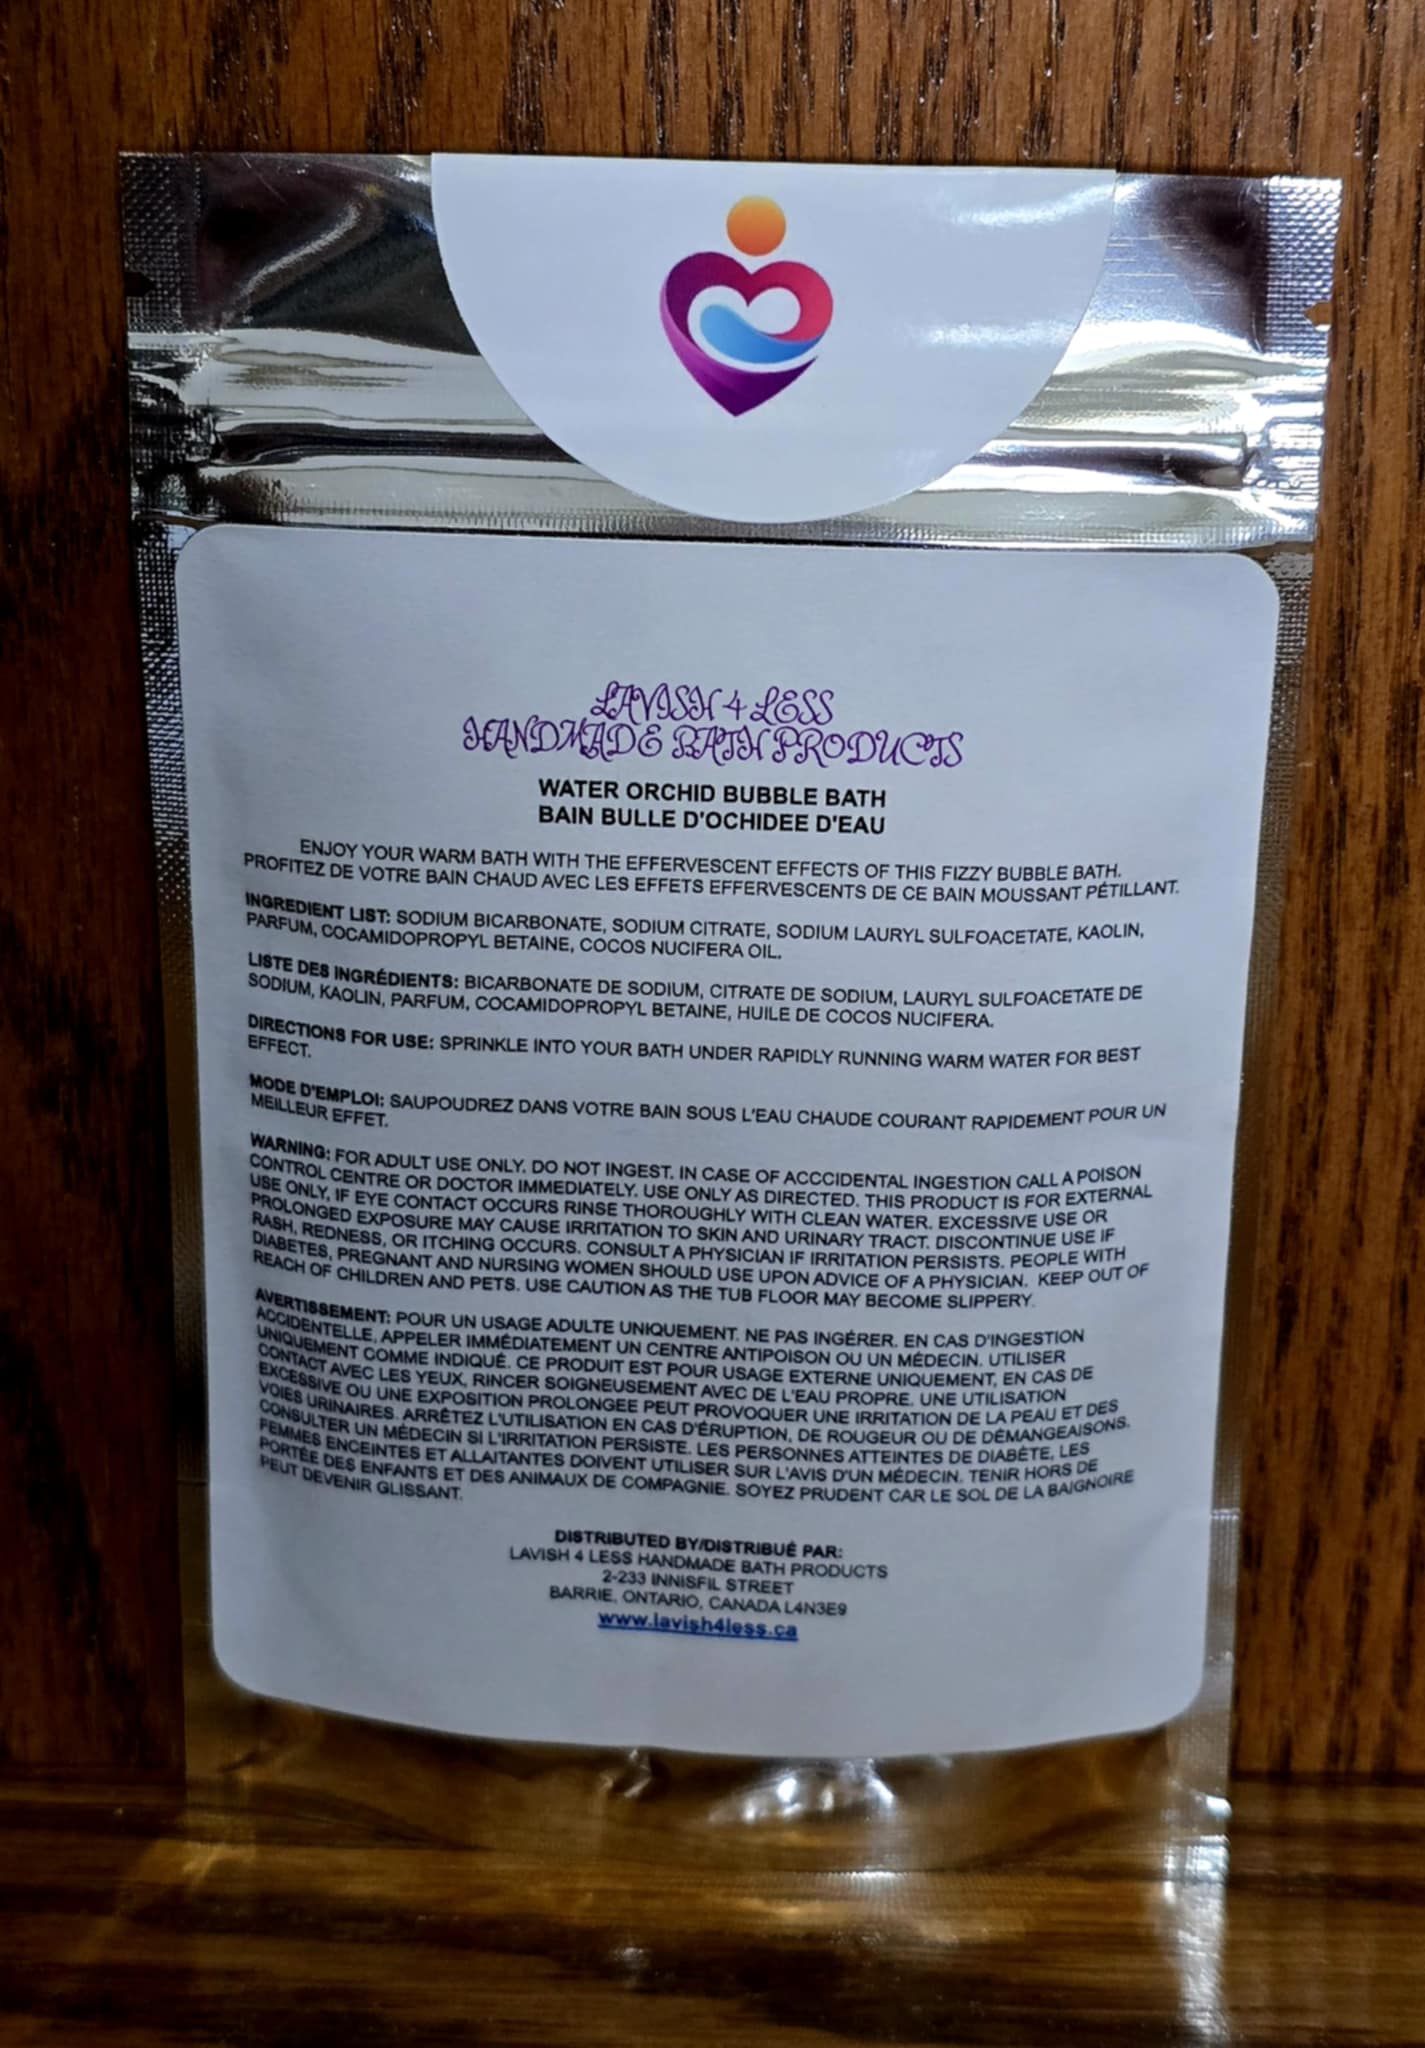 LAVISH 4 LESS
HANDMADE BATH PRODUCTS
WATER ORCHID BUBBLE BATH
BAIN BULLE D'OCHIDEE D'EAU
ENJOY YOUR WARM BATH WITH THE EFFERVESCENT EFFECTS OF THIS FIZZY BUBBLE BATH.
PROFITEZ DE VOTRE BAIN CHAUD AVEC LES EFFETS EFFERVESCENTS DE CE BAIN MOUSSANT PÉTILLANT.
INGREDIENT LIST: SODIUM BICARBONATE, SODIUM CITRATE, SODIUM LAURYL SULFOACETATE, KAOLIN,
PARFUM, COCAMIDOPROPYL BETAINE, COCOS NUCIFERA OIL.
LISTE DES INGRÉDIENTS: BICARBONATE DE SODIUM, CITRATE DE SODIUM, LAURYL SULFOACETATE DE
SODIUM, KAOLIN, PARFUM, COCAMIDOPROPYL BETAINE, HUILE DE COCOS NUCIFERA.
DIRECTIONS FOR USE: SPRINKLE INTO YOUR BATH UNDER RAPIDLY RUNNING WARM WATER FOR BEST
EFFECT.
MODE D'EMPLOI: SAUPOUDREZ DANS VOTRE BAIN SOUS L'EAU CHAUDE COURANT RAPIDEMENT POUR UN
MEILLEUR EFFET.
WARNING: FOR ADULT USE ONLY. DO NOT INGEST. IN CASE OF ACCCIDENTAL INGESTION CALL A POISON
CONTROL CENTRE OR DOCTOR IMMEDIATELY. USE ONLY AS DIRECTED. THIS PRODUCT IS FOR EXTERNAL
USE ONLY, IF EYE CONTACT OCCURS RINSE THOROUGHLY WITH CLEAN WATER. EXCESSIVE USE OR
PROLONGED EXPOSURE MAY CAUSE IRRITATION TO SKIN AND URINARY TRACT. DISCONTINUE USE IF
RASH, REDNESS, OR ITCHING OCCURS. CONSULT A PHYSICIAN IF IRRITATION PERSISTS. PEOPLE WITH
DIABETES, PREGNANT AND NURSING WOMEN SHOULD USE UPON ADVICE OF A PHYSICIAN. KEEP OUT OF
REACH OF CHILDREN AND PETS. USE CAUTION AS THE TUB FLOOR MAY BECOME SLIPPERY.
AVERTISSEMENT: POUR UN USAGE ADULTE UNIQUEMENT. NE PAS INGÉRER. EN CAS D'INGESTION
ACCIDENTELLE, APPELER IMMÉDIATEMENT UN CENTRE ANTIPOISON OU UN MÉDECIN. UTILISER
UNIQUEMENT COMME INDIQUÉ. CE PRODUIT EST POUR USAGE EXTERNE UNIQUEMENT, EN CAS DE
CONTACT AVEC LES YEUX, RINCER SOIGNEUSEMENT AVEC DE L'EAU PROPRE. UNE UTILISATION
EXCESSIVE OU UNE EXPOSITION PROLONGEE PEUT PROVOQUER UNE IRRITATION DE LA PEAU ET DES
VOIES URINAIRES. ARRÊTEZ L'UTILISATION EN CAS D'ÉRUPTION, DE ROUGEUR OU DE DÉMANGEAISONS.
CONSULTER UN MÉDECIN SI L'IRRITATION PERSISTE. LES PERSONNES ATTEINTES DE DIABÈTE, LES
FEMMES ENCEINTES ET ALLAITANTES DOIVENT UTILISER SUR L'AVIS D'UN MÉDECIN. TENIR HORS DE
PORTÉE DES ENFANTS ET DES ANIMAUX DE COMPAGNIE. SOYEZ PRUDENT CAR LE SOL DE LA BAIGNOIRE
PEUT DEVENIR GLISSANT.
DISTRIBUTED BY/DISTRIBUÉ PAR:
LAVISH 4 LESS HANDMADE BATH PRODUCTS
2-233 INNISFIL STREET
BARRIE, ONTARIO, CANADA L4N3E9
www.lavish4less.ca